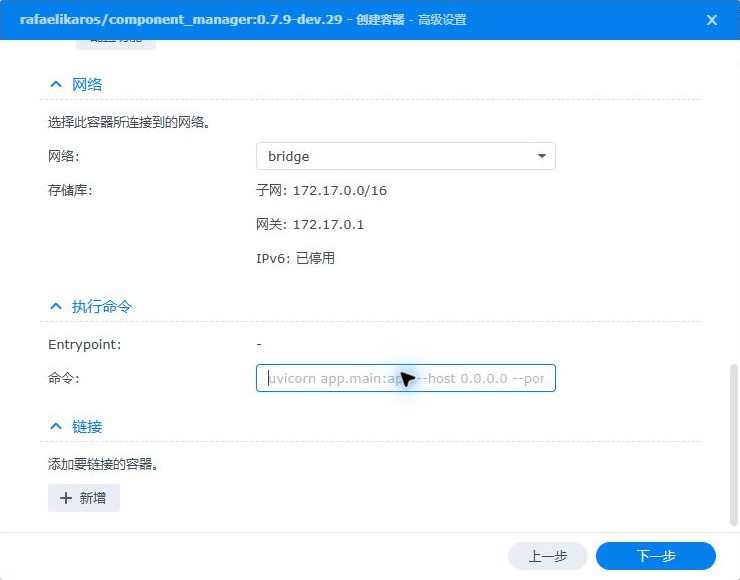 rafaelikaros/component_manager:0.7.9-dev.29 - 创建容器 - 高级设置
网络
选择此容器所连接到的网络。
网络: bridge
存储库: 子网: 172.17.0.0/16
网关: 172.17.0.1
IPv6: 已停用
执行命令
Entrypoint: -
命令: uvicorn app.main:app --host 0.0.0.0 --por
链接
添加要链接的容器。
+ 新增
上一步 下一步